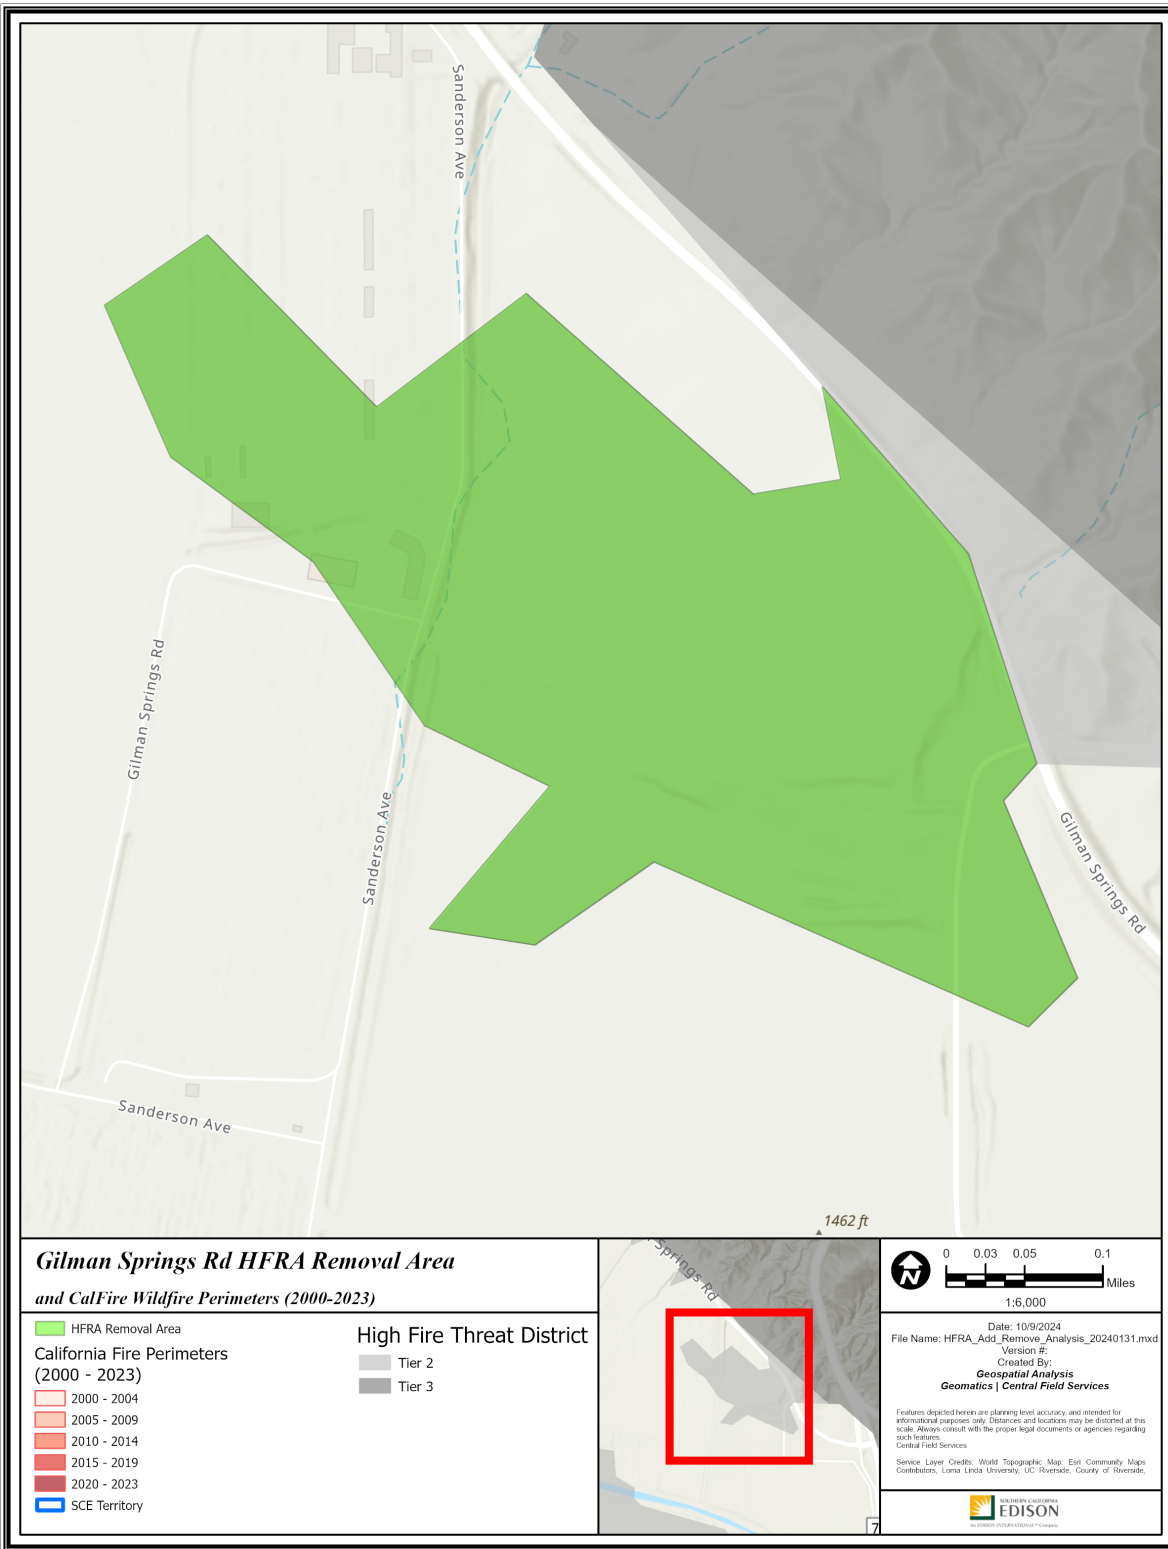 Sanderson Ave
Gilman Springs Rd
Sanderson Ave
Gilman Springs Rd
Sanderson Ave
1462 ft
Gilman Springs Rd HFRA Removal Area
and CalFire Wildfire Perimeters (2000-2023)
HFRA Removal Area
California Fire Perimeters
(2000 - 2023)
2000 - 2004
2005 - 2009
2010 - 2014
2015 - 2019
2020 - 2023
SCE Territory
High Fire Threat District
Tier 2
Tier 3
Springs Rd
7
N
0 0.03 0.05 0.1
Miles
1:6,000
Date: 10/9/2024
File Name: HFRA_Add_Remove_Analysis_20240131.mxd
Version #:
Created By:
Geospatial Analysis
Geomatics | Central Field Services
Features depicted herein are planning level accuracy, and intended for
informational purposes only. Distances and locations may be distorted at this
scale. Always consult with the proper legal documents or agencies regarding
such features.
Central Field Services
Service Layer Credits: World Topographic Map: Esri Community Maps
Contributors, Loma Linda University, UC Riverside, County of Riverside,
SOUTHERN CALIFORNIA
EDISON
An EDISON INTERNATIONAL® Company